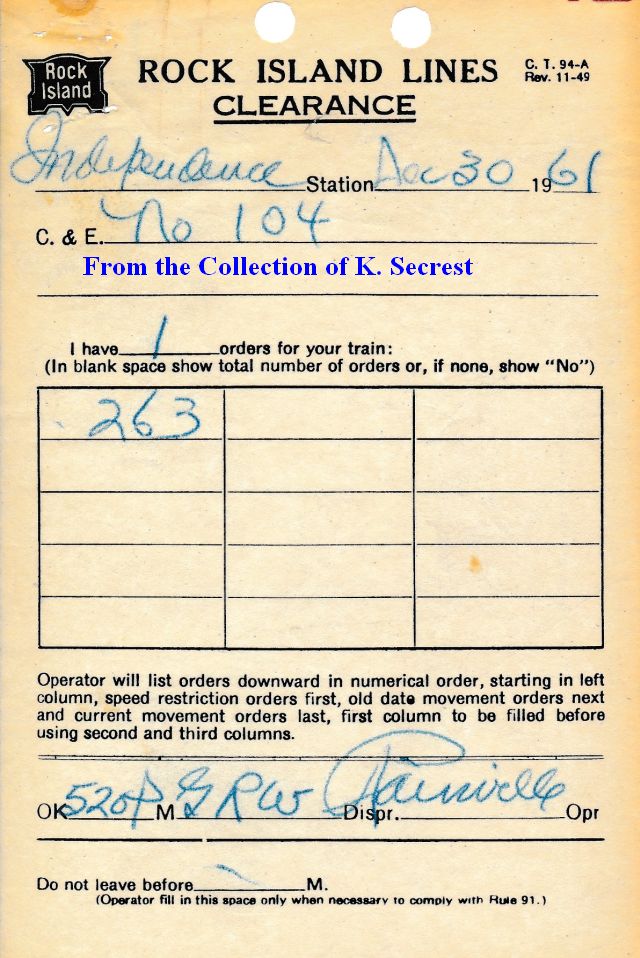 Rock Island
ROCK ISLAND LINES
C. T. 94-A
Rev. 11-49
CLEARANCE
Independence Station Dec 30 1961
C. & E. No 104
From the Collection of K. Secrest
I have 1 orders for your train:
(In blank space show total number of orders or, if none, show “No”)
263
Operator will list orders downward in numerical order, starting in left
column, speed restriction orders first, old date movement orders next
and current movement orders last, first column to be filled before
using second and third columns.
OK 520P M GRW Dispr. Opr
Do not leave before M.
(Operator fill in this space only when necessary to comply with Rule 91.)